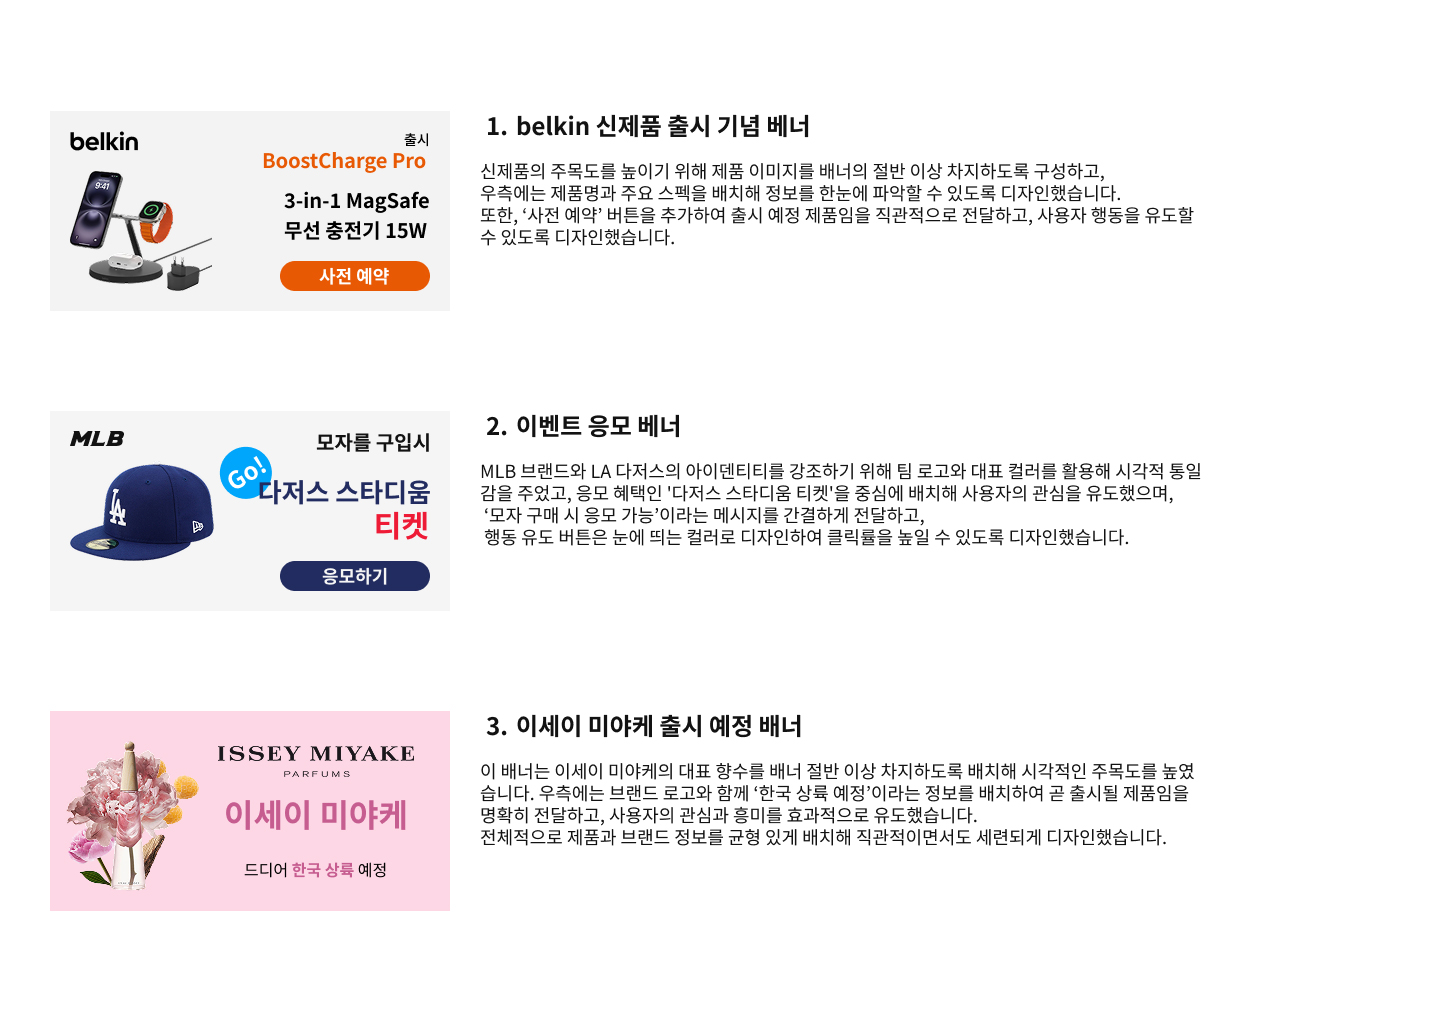 belkin
출시
BoostCharge Pro
9:41
3-in-1 MagSafe
무선 충전기 15W
사전 예약
1. belkin 신제품 출시 기념 베너
신제품의 주목도를 높이기 위해 제품 이미지를 배너의 절반 이상 차지하도록 구성하고,
우측에는 제품명과 주요 스펙을 배치해 정보를 한눈에 파악할 수 있도록 디자인했습니다.
또한, ‘사전 예약’ 버튼을 추가하여 출시 예정 제품임을 직관적으로 전달하고, 사용자 행동을 유도할
수 있도록 디자인했습니다.
MLB
모자를 구입시
Go!
다저스 스타디움
티켓
LA
응모하기
2. 이벤트 응모 베너
MLB 브랜드와 LA 다저스의 아이덴티티를 강조하기 위해 팀 로고와 대표 컬러를 활용해 시각적 통일
감을 주었고, 응모 혜택인 '다저스 스타디움 티켓'을 중심에 배치해 사용자의 관심을 유도했으며,
‘모자 구매 시 응모 가능’이라는 메시지를 간결하게 전달하고,
행동 유도 버튼은 눈에 띄는 컬러로 디자인하여 클릭률을 높일 수 있도록 디자인했습니다.
ISSEY MIYAKE
PARFUMS
이세이 미야케
드디어 한국 상륙 예정
3. 이세이 미야케 출시 예정 배너
이 배너는 이세이 미야케의 대표 향수를 배너 절반 이상 차지하도록 배치해 시각적인 주목도를 높였
습니다. 우측에는 브랜드 로고와 함께 ‘한국 상륙 예정’이라는 정보를 배치하여 곧 출시될 제품임을
명확히 전달하고, 사용자의 관심과 흥미를 효과적으로 유도했습니다.
전체적으로 제품과 브랜드 정보를 균형 있게 배치해 직관적이면서도 세련되게 디자인했습니다.